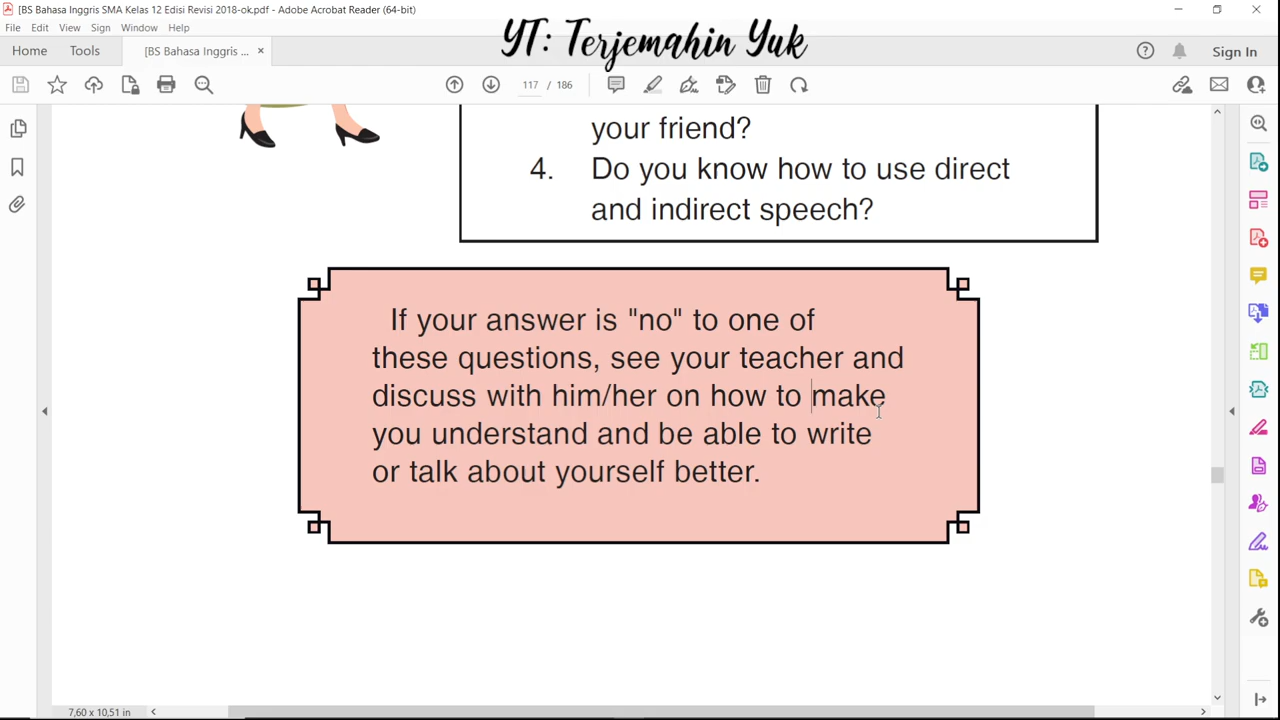 [BS Bahasa Inggris SMA Kelas 12 Edisi Revisi 2018-ok.pdf - Adobe Acrobat Reader (64-bit)
File Edit View Sign Window Help
YT: Terjemahin Yuk
Home Tools [BS Bahasa Inggris ... × Sign In
117 / 186
your friend?
4. Do you know how to use direct
and indirect speech?
If your answer is "no" to one of
these questions, see your teacher and
discuss with him/her on how to make
you understand and be able to write
or talk about yourself better.
7,60 x 10,51 in